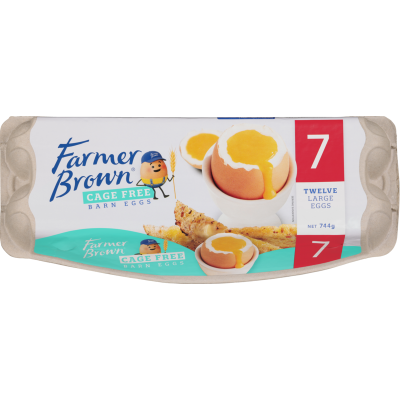 Farmer
Brown®
CAGE FREE
BARN EGGS
7
TWELVE
LARGE
EGGS
NET 744g
Farmer
Brown
CAGE FREE
BARN EGGS
7